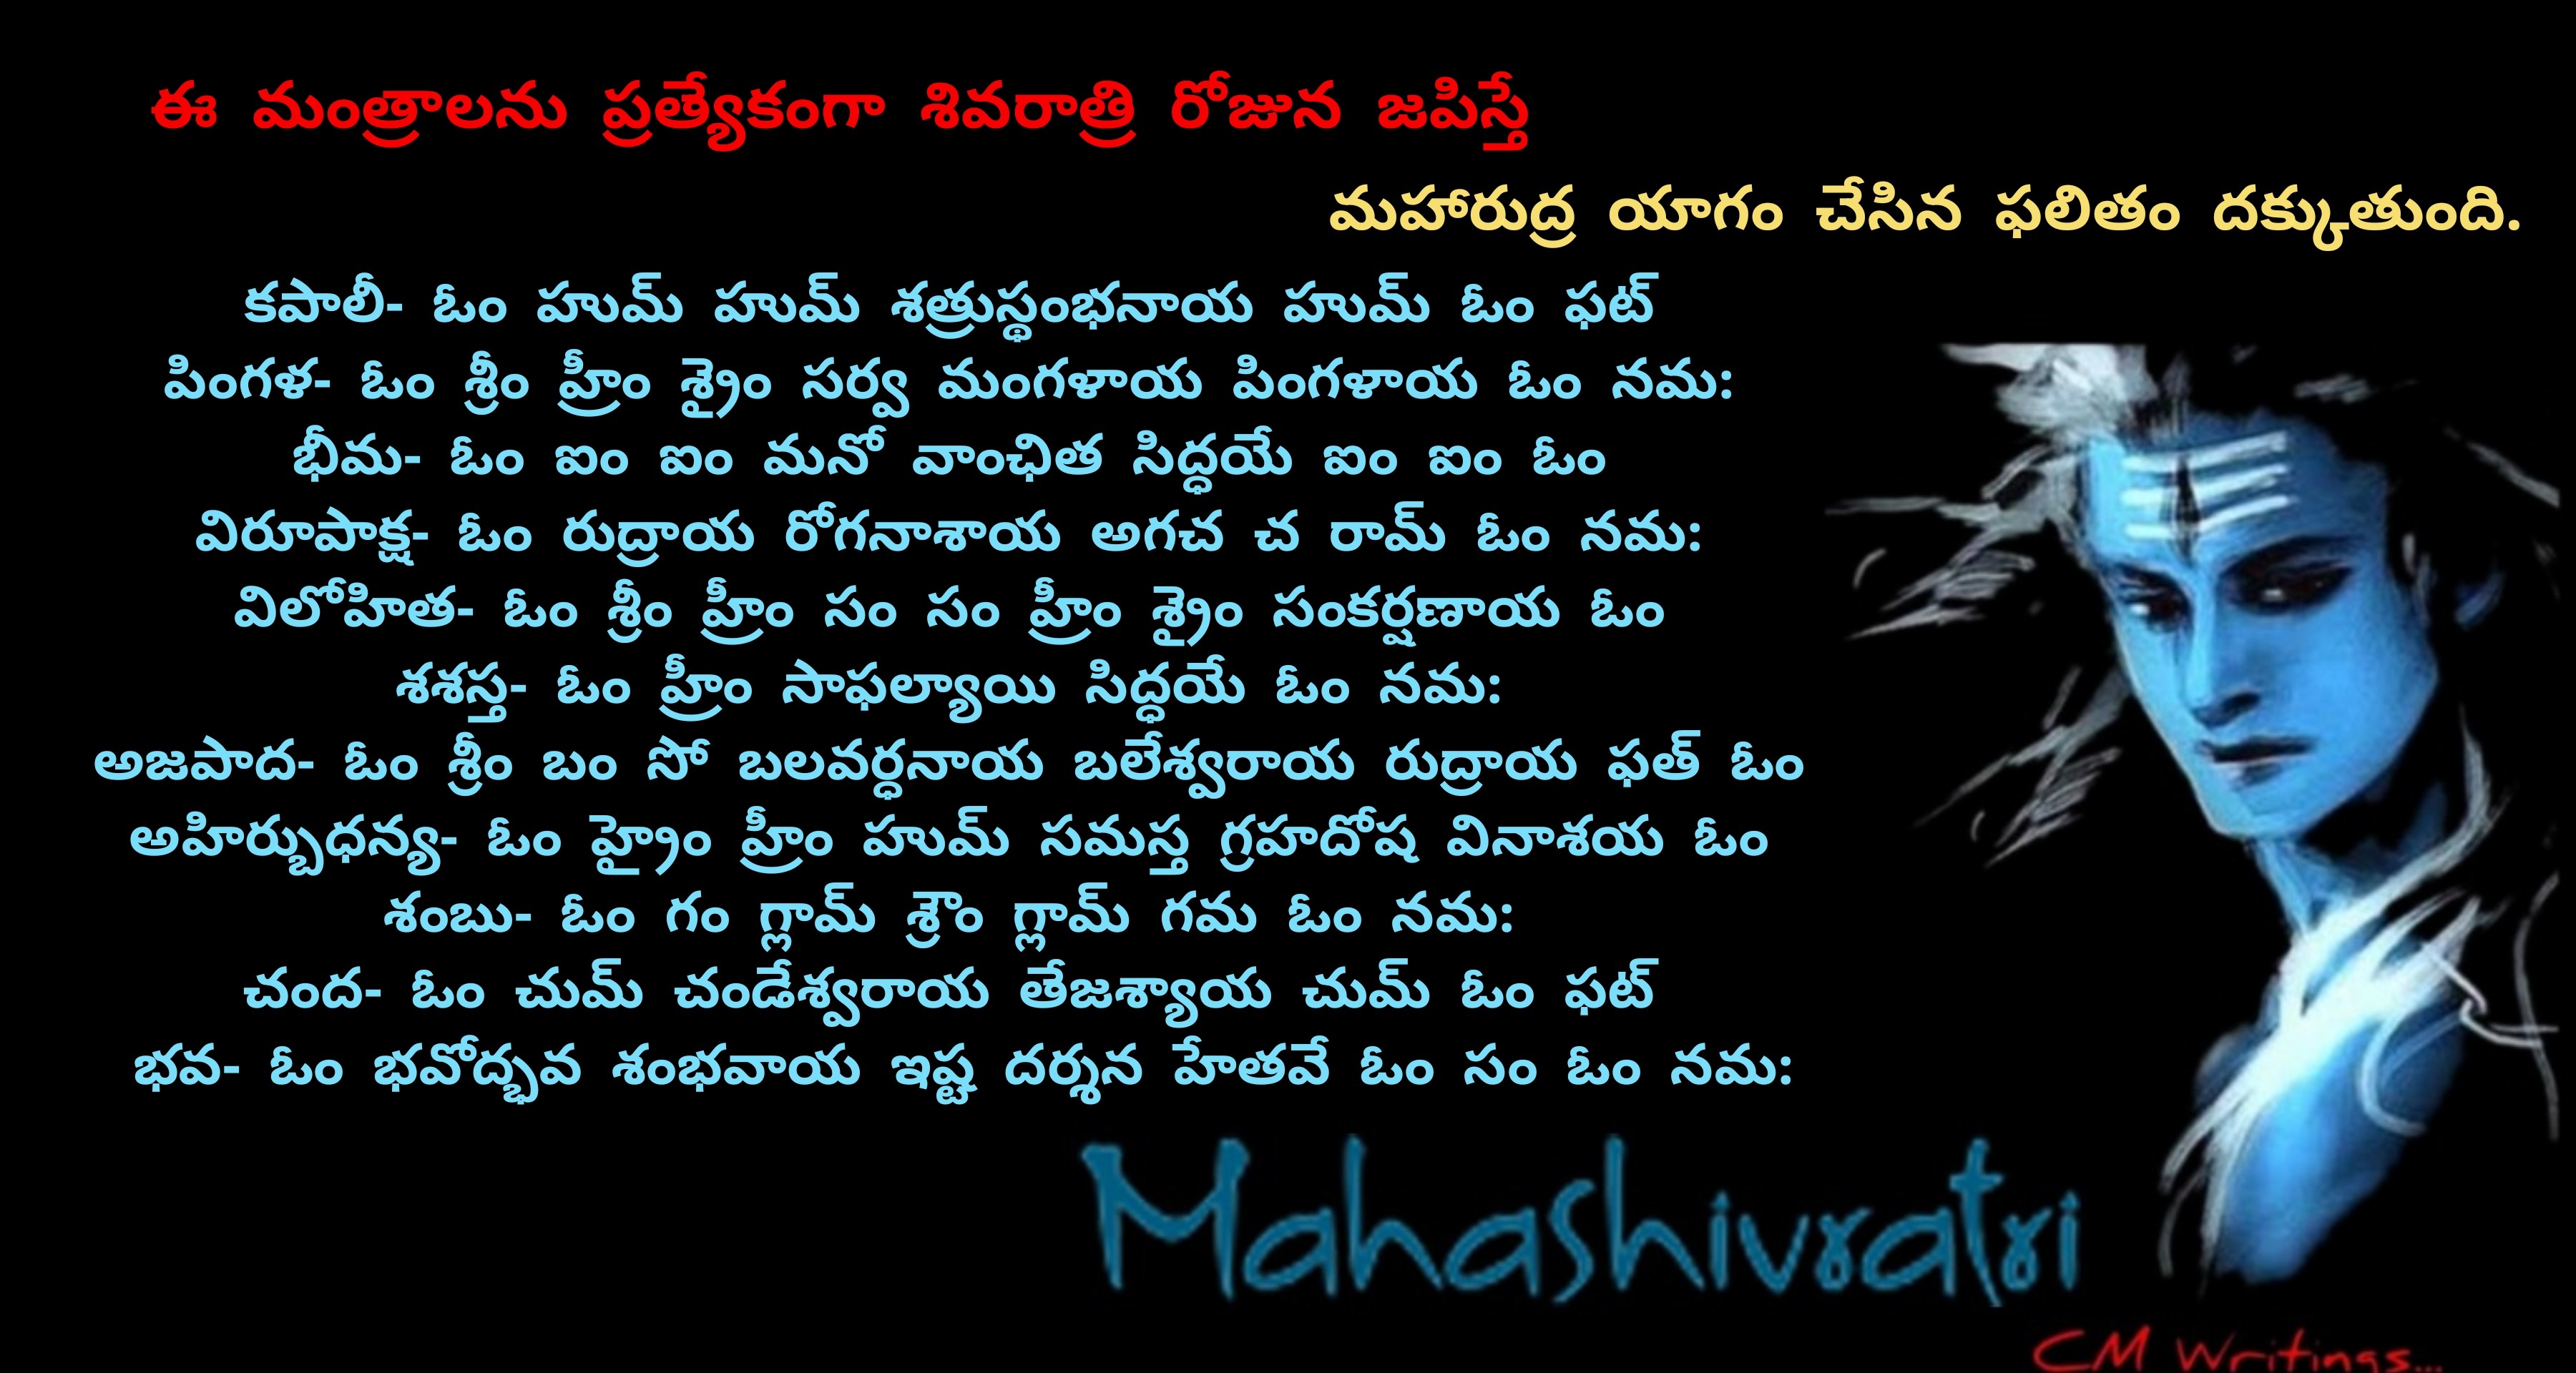 ఈ మంత్రాలను ప్రత్యేకంగా శివరాత్రి రోజున జపిస్తే
మహారుద్ర యాగం చేసిన ఫలితం దక్కుతుంది.
కపాలీ- ఓం హుమ్ హుమ్ శత్రుస్థంభనాయ హుమ్ ఓం ఫట్
పింగళ- ఓం శ్రీం హ్రీం శ్రైం సర్వ మంగళాయ పింగళాయ ఓం నమ:
భీమ- ఓం ఐం ఐం మనో వాంఛిత సిద్ధయే ఐం ఐం ఓం
విరూపాక్ష- ఓం రుద్రాయ రోగనాశాయ అగచ చ రామ్ ఓం నమ:
విలోహిత- ఓం శ్రీం హ్రీం సం సం హ్రీం శ్రైం సంకర్షణాయ ఓం
శశస్త- ఓం హ్రీం సాఫల్యాయి సిద్ధయే ఓం నమ:
అజపాద- ఓం శ్రీం బం సో బలవర్ధనాయ బలేశ్వరాయ రుద్రాయ ఫత్ ఓం
అహిర్బుధన్య- ఓం హ్రైం హ్రీం హుమ్ సమస్త గ్రహదోష వినాశయ ఓం
శంబు- ఓం గం గ్లామ్ శ్రౌం గ్లామ్ గమ ఓం నమ:
చంద- ఓం చుమ్ చండేశ్వరాయ తేజశ్యాయ చుమ్ ఓం ఫట్
భవ- ఓం భవోద్భవ శంభవాయ ఇష్ట దర్శన హేతవే ఓం సం ఓం నమ:
Mahashivratri
CM Writings...